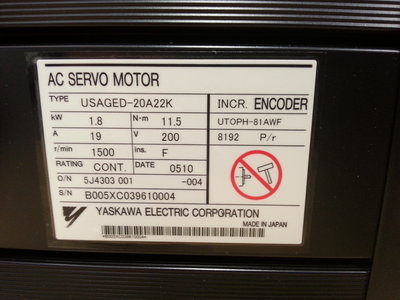 AC SERVO MOTOR
TYPE USAGED-20A22K
kW 1.8 N-m 11.5
A 19 V 200
r/min 1500 ins. F
RATING CONT. DATE 0510
O/N 5J4303 001 -004
S/N B005XC039610004
INCR. ENCODER
UTOPH-81AWF
8192 P/r
YASKAWA ELECTRIC CORPORATION
MADE IN JAPAN
*B005XC039610004*